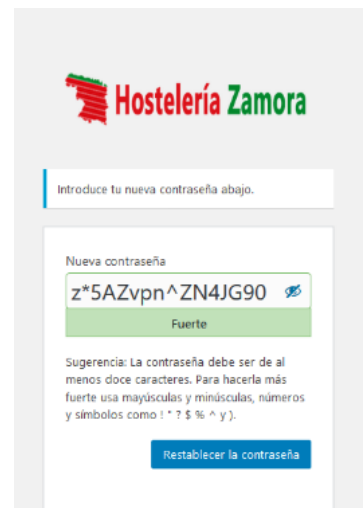 Hostelería Zamora
Introduce tu nueva contraseña abajo.
Nueva contraseña
z*5AZvpn^ZN4JG90
Fuerte
Sugerencia: La contraseña debe ser de al
menos doce caracteres. Para hacerla más
fuerte usa mayúsculas y minúsculas, números
y símbolos como ! " ? $ % ^ y ).
Restablecer la contraseña